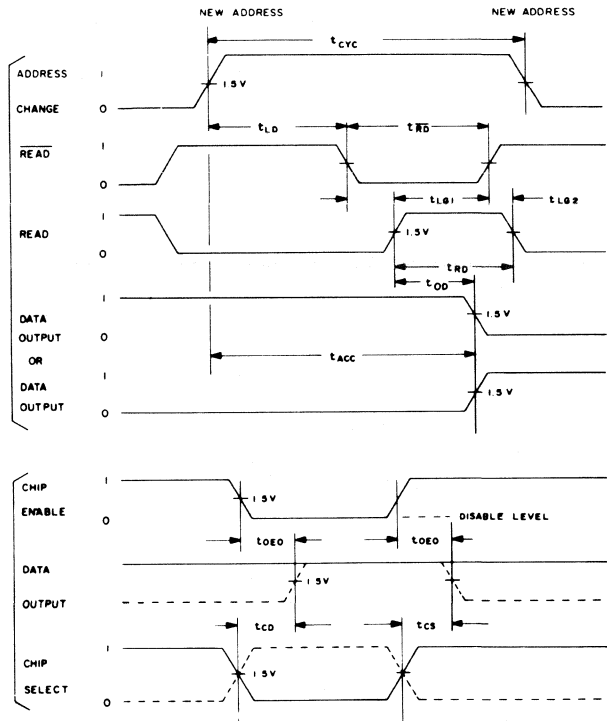 NEW ADDRESS NEW ADDRESS
tCYC
ADDRESS 1
1.5V
CHANGE 0
tLD tRD
READ 1
0
tLG1 tLG2
1
READ 1.5V
0
tRD
tOD
1
DATA 1.5V
OUTPUT 0
OR tACC
DATA 1
1.5V
OUTPUT 0
CHIP 1
1.5V
ENABLE 0 DISABLE LEVEL
tOEO tOEO
DATA
1.5V
OUTPUT
tCD tCS
1
CHIP 1.5V
SELECT 0